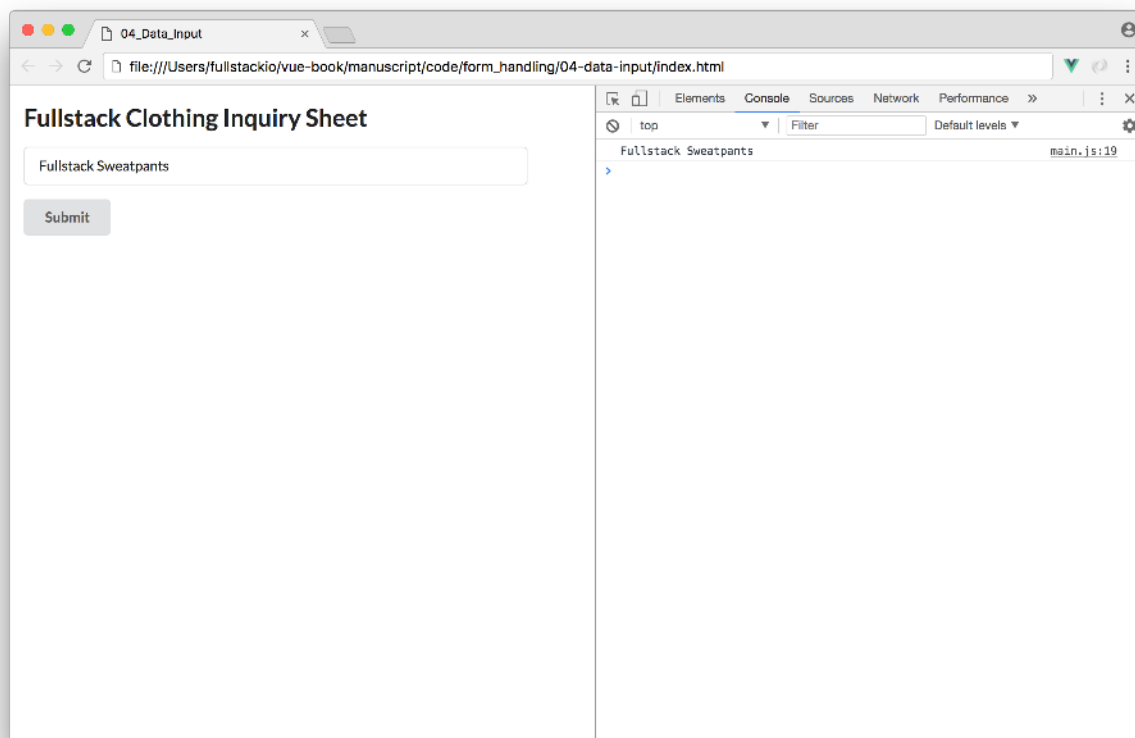 04_Data_Input
file:///Users/fullstackio/vue-book/manuscript/code/form_handling/04-data-input/index.html
Fullstack Clothing Inquiry Sheet
Fullstack Sweatpants
Submit
Elements Console Sources Network Performance
top Filter Default levels
Fullstack Sweatpants main.js:19